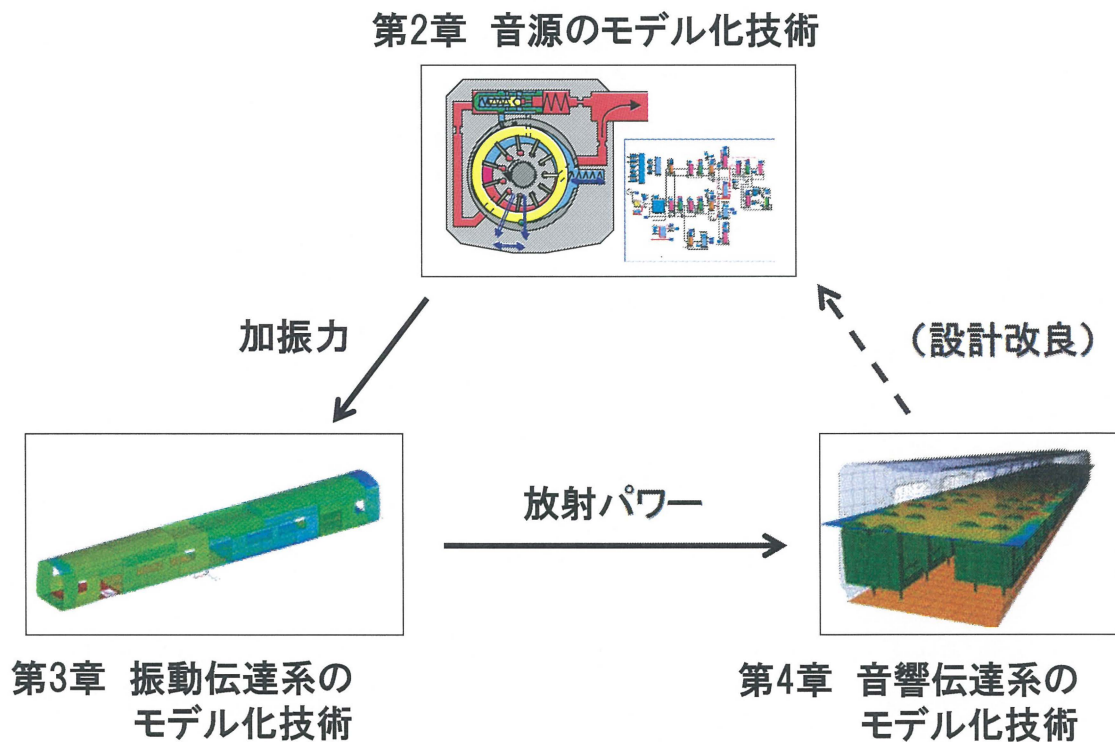 第2章 音源のモデル化技術
加振力
（設計改良）
放射パワー
第3章 振動伝達系の
モデル化技術
第4章 音響伝達系の
モデル化技術